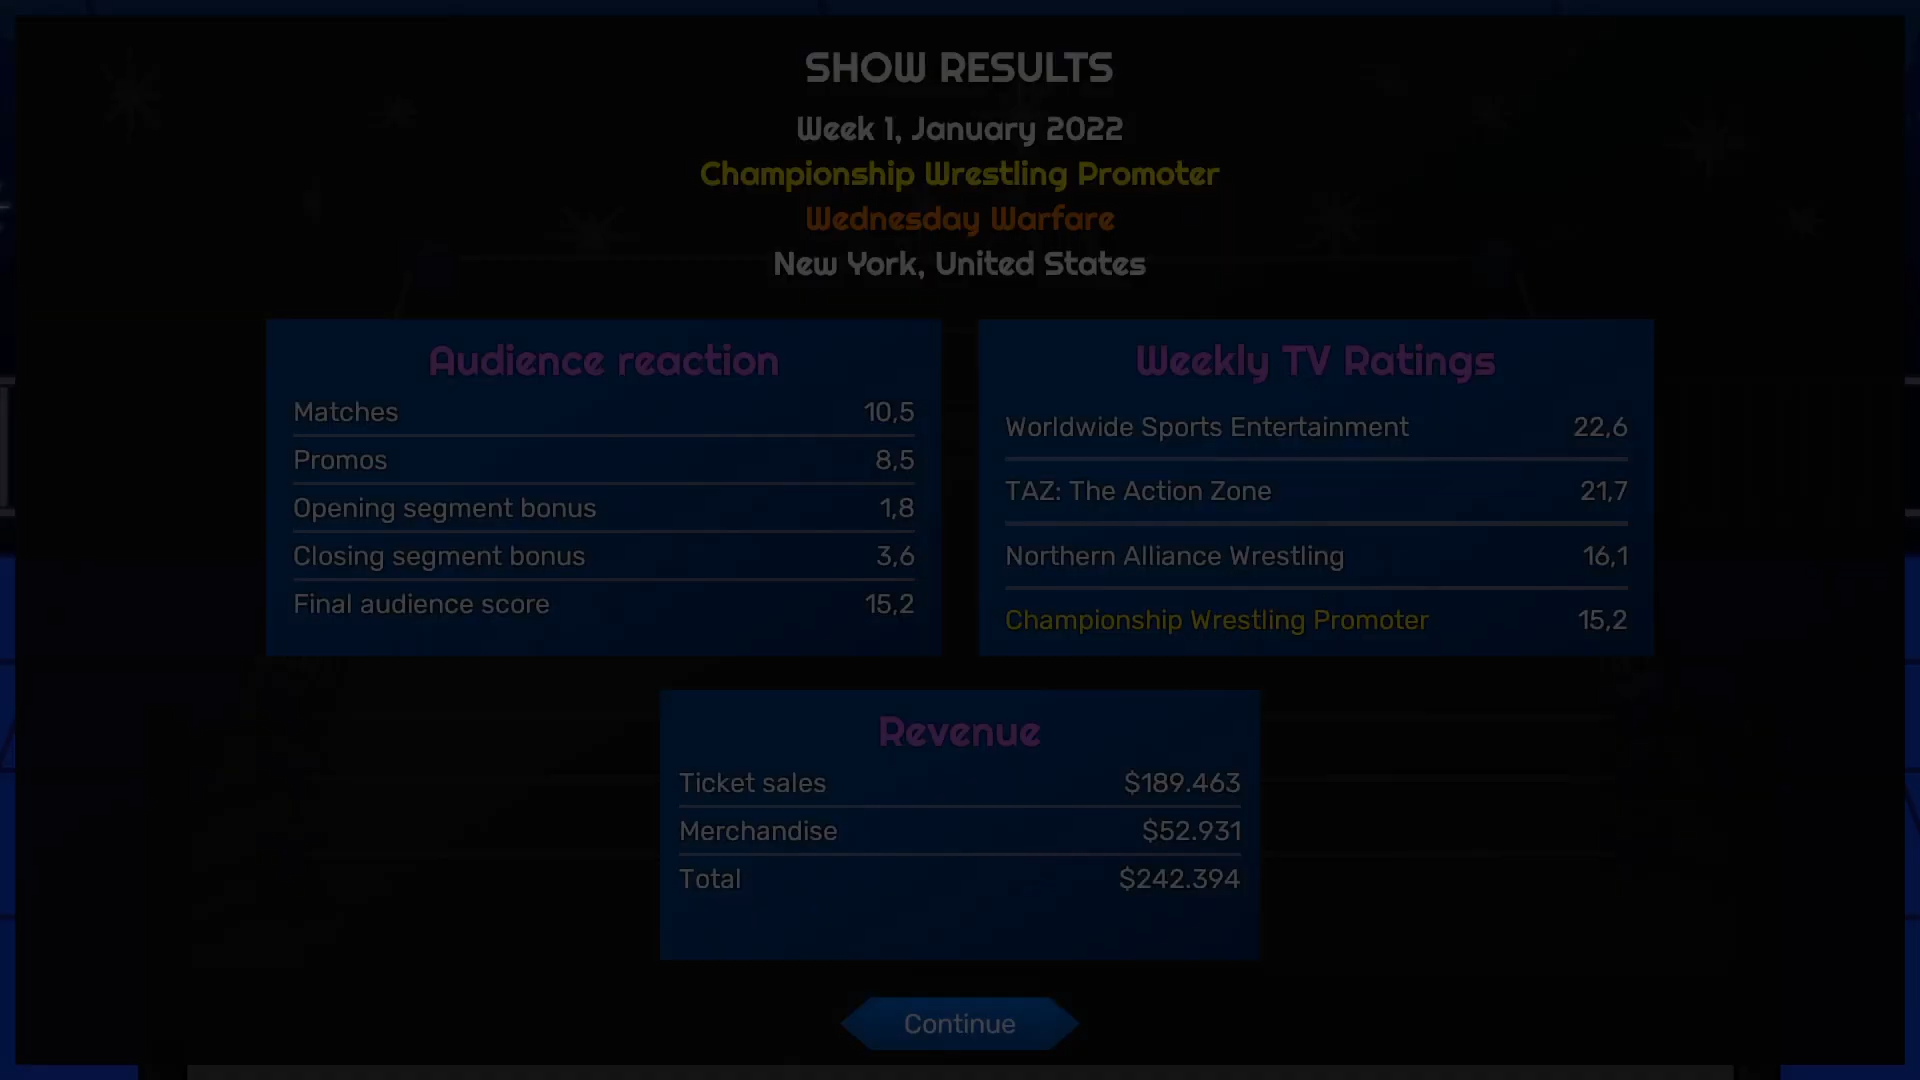 SHOW RESULTS
Week 1, January 2022
Championship Wrestling Promoter
Wednesday Warfare
New York, United States
Audience reaction
Matches 10,5
Promos 8,5
Opening segment bonus 1,8
Closing segment bonus 3,6
Final audience score 15,2
Weekly TV Ratings
Worldwide Sports Entertainment 22,6
TAZ: The Action Zone 21,7
Northern Alliance Wrestling 16,1
Championship Wrestling Promoter 15,2
Revenue
Ticket sales $189.463
Merchandise $52.931
Total $242.394
Continue